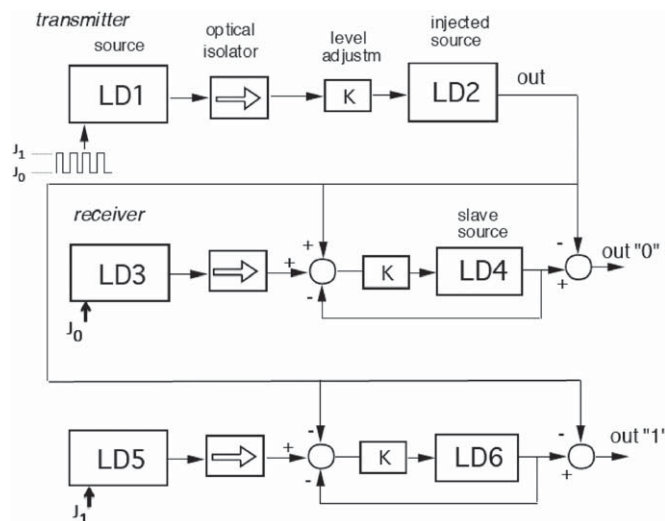 transmitter
source
optical
isolator
level
adjustm
injected
source
LD1
K
LD2
out
J1
J0
receiver
slave
source
+
-
LD3
+
K
LD4
out "0"
-
+
J0
-
-
LD5
+
K
LD6
out "1'
-
+
J1